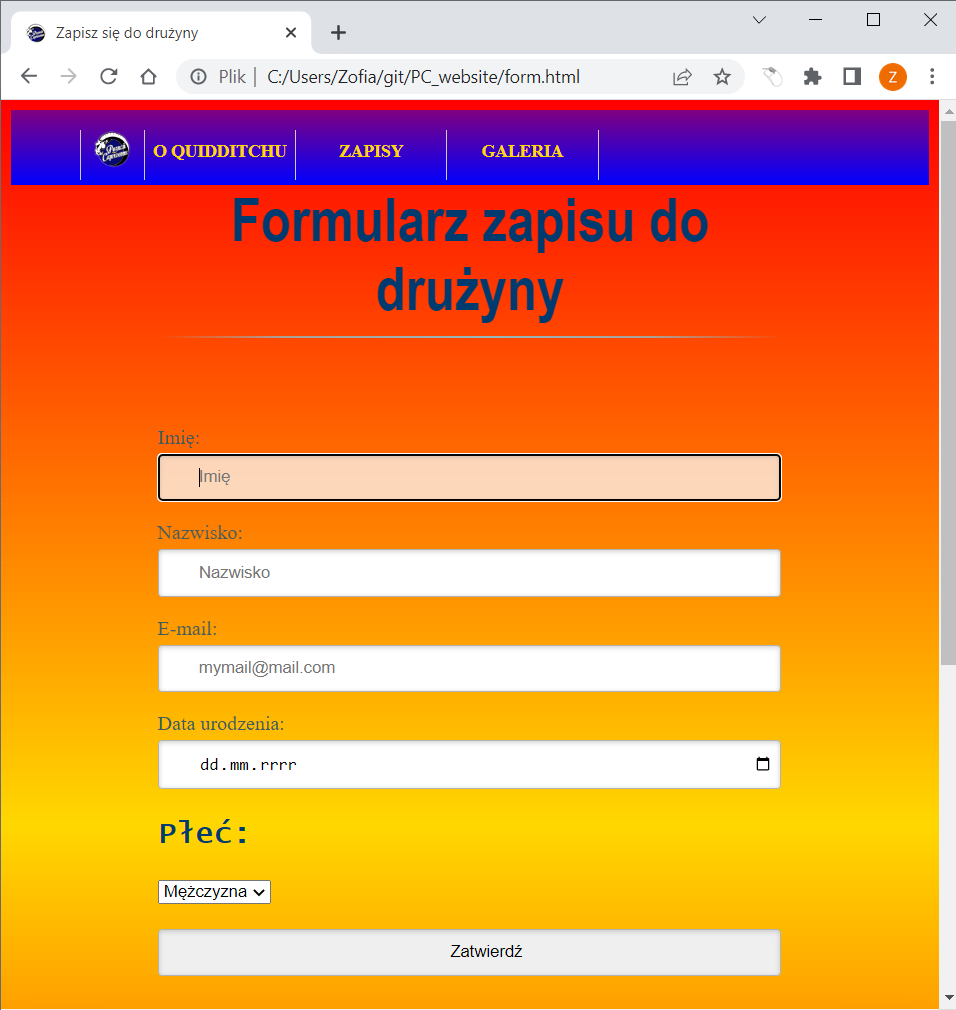 Zapisz się do drużyny
Plik
C:/Users/Zofia/git/PC_website/form.html
Z
O QUIDDITCHU
ZAPISY
GALERIA
Formularz zapisu do
drużyny
Imię:
Imię
Nazwisko:
Nazwisko
E-mail:
mymail@mail.com
Data urodzenia:
dd.mm.rrrr
Płeć:
Mężczyzna
Zatwierdź